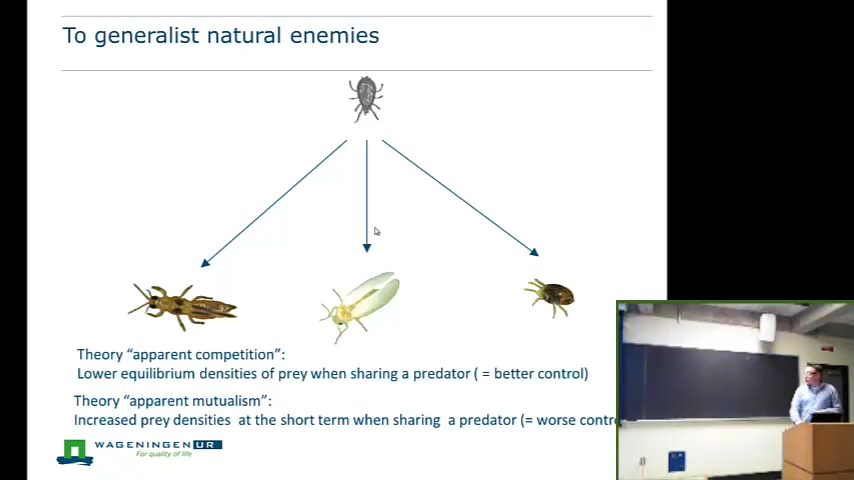 To generalist natural enemies
Theory “apparent competition”:
Lower equilibrium densities of prey when sharing a predator ( = better control)
Theory “apparent mutualism”:
Increased prey densities  at the short term when sharing  a predator (= worse contro
WAGENINGEN UR
For quality of life